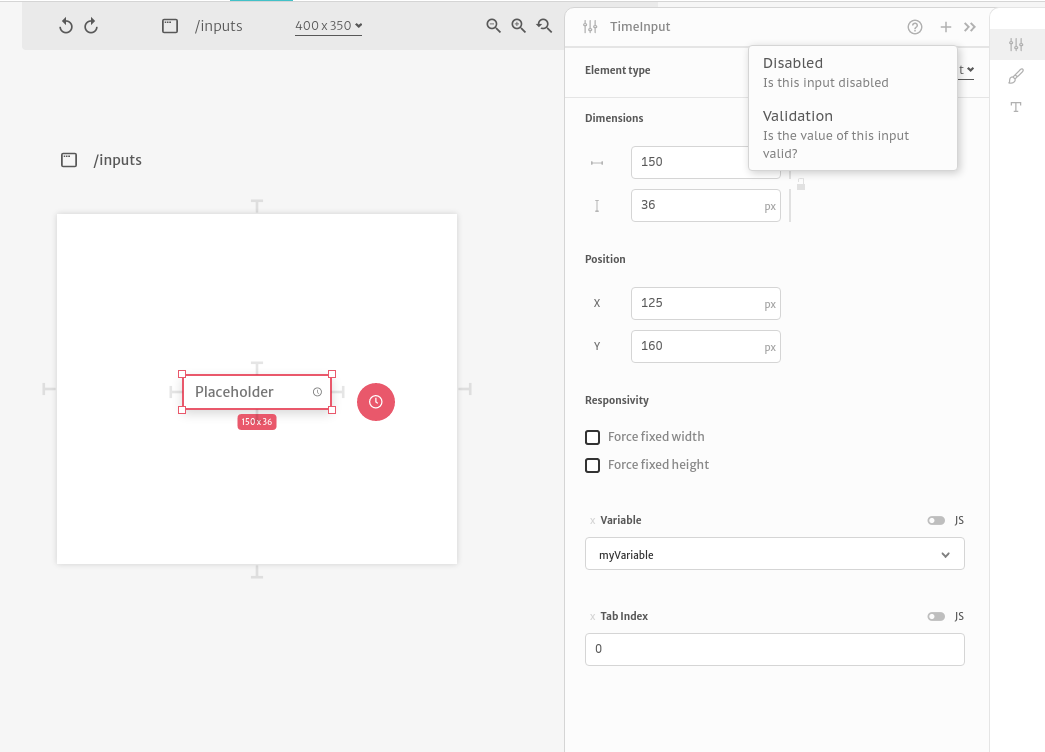 /inputs
400 x 350
TimeInput
Element type
t
Disabled
Is this input disabled
Validation
Is the value of this input
valid?
Dimensions
150
36 px
/inputs
Placeholder
150 x 36
Position
X 125 px
Y 160 px
Responsivity
Force fixed width
Force fixed height
x Variable JS
myVariable
x Tab Index JS
0
T